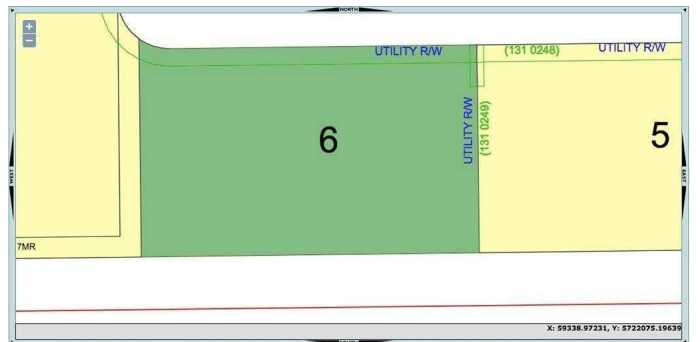 NORTH
+
−
UTILITY R/W
(131 0248)
UTILITY R/W
UTILITY R/W
(131 0249)
6
5
WEST
EAST
7MR
X: 59338.97231, Y: 5722075.19639